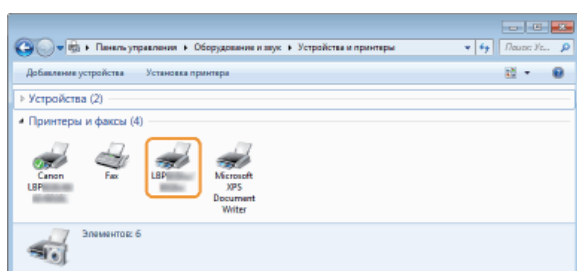 Панель управления ▸ Оборудование и звук ▸ Устройства и принтеры
Поиск: Ус...
Добавление устройства Установка принтера
Устройства (2)
Принтеры и факсы (4)
Canon
LBP
Fax
LBP
Microsoft
XPS
Document
Writer
Элементов: 6